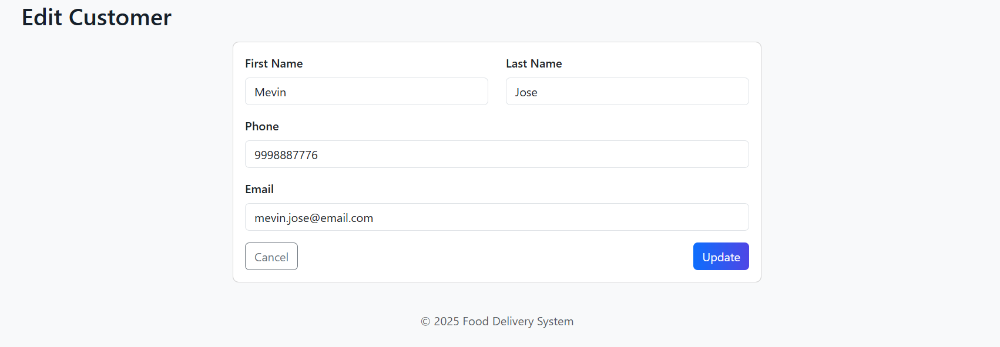 Edit Customer
First Name Last Name
Mevin Jose
Phone
9998887776
Email
mevin.jose@email.com
Cancel Update
© 2025 Food Delivery System